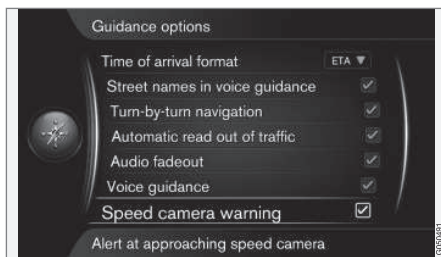 Guidance options
Time of arrival format ETA ▼
Street names in voice guidance
Turn-by-turn navigation
Automatic read out of traffic
Audio fadeout
Voice guidance
Speed camera warning
Alert at approaching speed camera
G050491